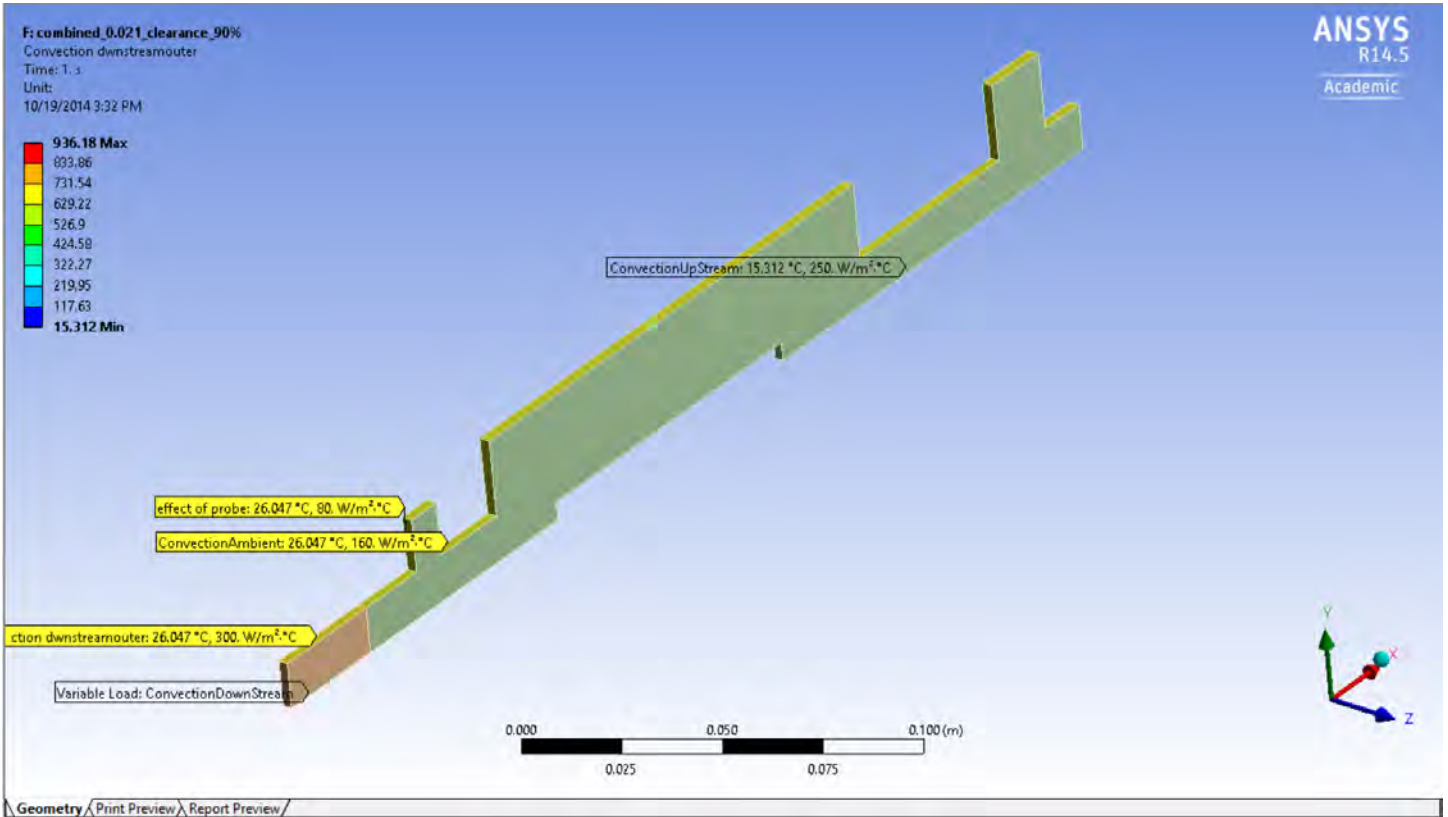 F: combined_0.021_clearance_90%
Convection dwnstreamouter
Time: 1. s
Unit:
10/19/2014 3:32 PM
936.18 Max
833.86
731.54
629.22
526.9
424.58
322.27
219.95
117.63
15.312 Min
ANSYS
R14.5
Academic
ConvectionUpStream: 15.312 °C, 250. W/m²·°C
effect of probe: 26.047 °C, 80. W/m²·°C
ConvectionAmbient: 26.047 °C, 160. W/m²·°C
ction dwnstreamouter: 26.047 °C, 300. W/m²·°C
Variable Load: ConvectionDownStream
0.000 0.050 0.100 (m)
0.025 0.075
Y
X
Z
Geometry Print Preview Report Preview